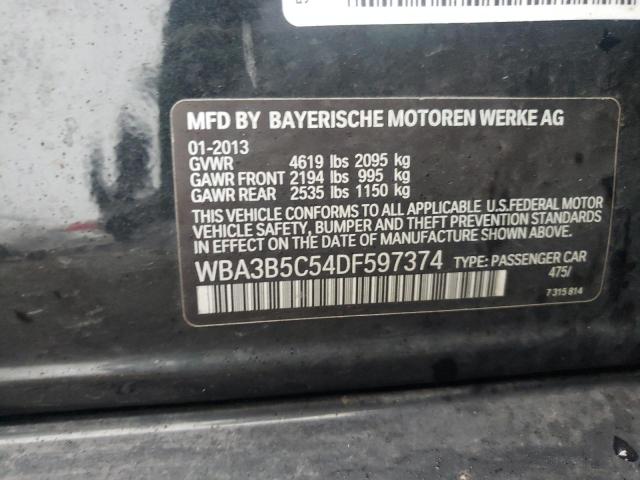 MFD BY BAYERISCHE MOTOREN WERKE AG
01-2013
GVWR 4619 lbs 2095 kg
GAWR FRONT 2194 lbs 995 kg
GAWR REAR 2535 lbs 1150 kg
THIS VEHICLE CONFORMS TO ALL APPLICABLE U.S.FEDERAL MOTOR
VEHICLE SAFETY, BUMPER AND THEFT PREVENTION STANDARDS
IN EFFECT ON THE DATE OF MANUFACTURE SHOWN ABOVE.
WBA3B5C54DF597374 TYPE: PASSENGER CAR
475/
7 315 814